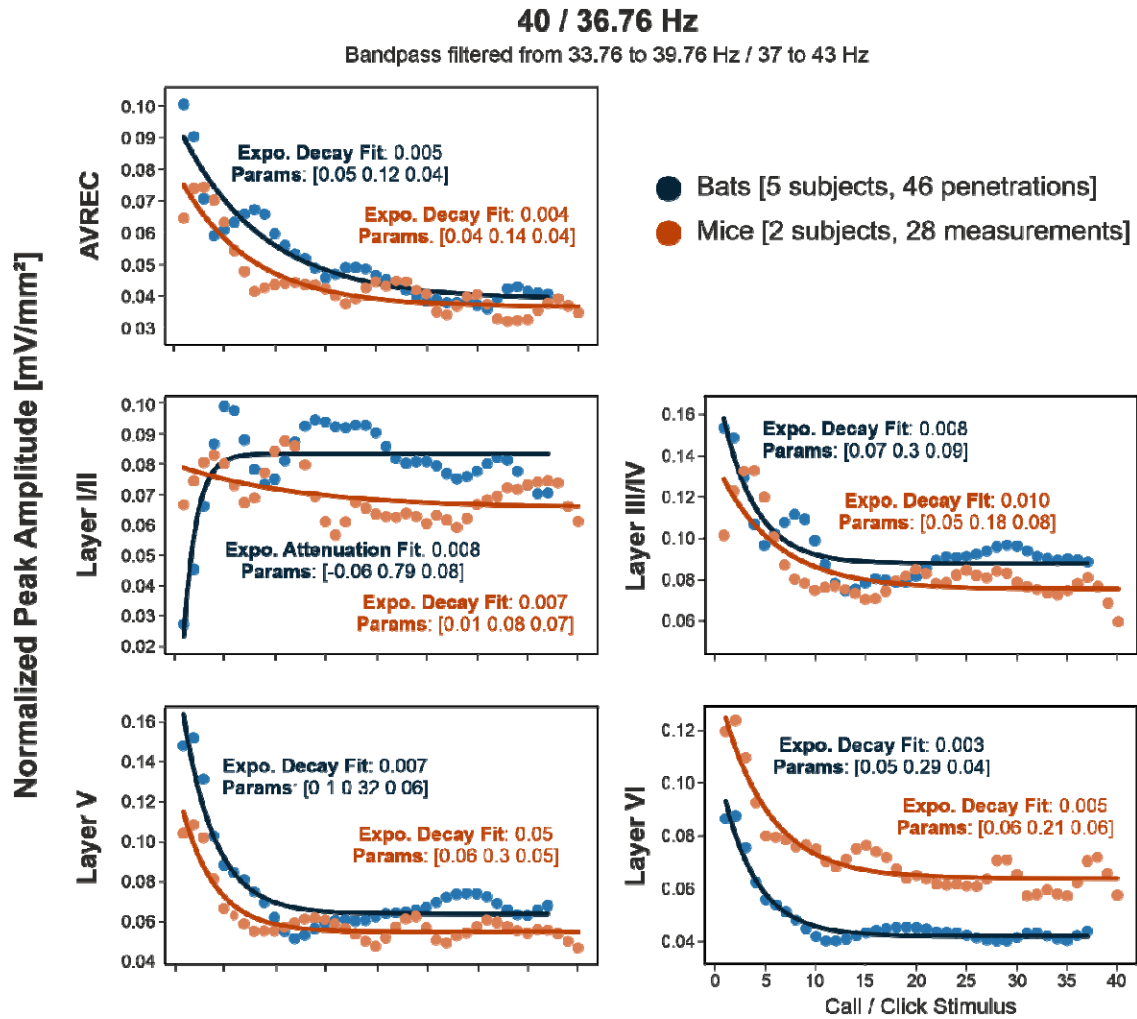 40 / 36.76 Hz
Bandpass filtered from 33.76 to 39.76 Hz / 37 to 43 Hz
Normalized Peak Amplitude [mV/mm²]
AVREC
0.10
0.09
0.08
0.07
0.06
0.05
0.04
0.03
Expo. Decay Fit: 0.005
Params: [0.05 0.12 0.04]
Expo. Decay Fit: 0.004
Params. [0.04 0.14 0.04]
Bats [5 subjects, 46 penetrations]
Mice [2 subjects, 28 measurements]
Layer I/II
0.10
0.09
0.08
0.07
0.06
0.05
0.04
0.03
0.02
Expo. Attenuation Fit: 0.008
Params: [-0.06 0.79 0.08]
Expo. Decay Fit: 0.007
Params: [0.01 0.08 0.07]
Layer III/IV
0.16
0.14
0.12
0.10
0.08
0.06
Expo. Decay Fit: 0.008
Params: [0.07 0.3 0.09]
Expo. Decay Fit: 0.010
Params: [0.05 0.18 0.08]
Layer V
0.16
0.14
0.12
0.10
0.08
0.06
0.04
Expo. Decay Fit: 0.007
Params: [0 1 0.32 0.06]
Expo. Decay Fit: 0.05
Params: [0.06 0.3 0.05]
Layer VI
0.12
0.10
0.08
0.06
0.04
Expo. Decay Fit: 0.003
Params: [0.05 0.29 0.04]
Expo. Decay Fit: 0.005
Params: [0.06 0.21 0.06]
0 5 10 15 20 25 30 35 40
Call / Click Stimulus